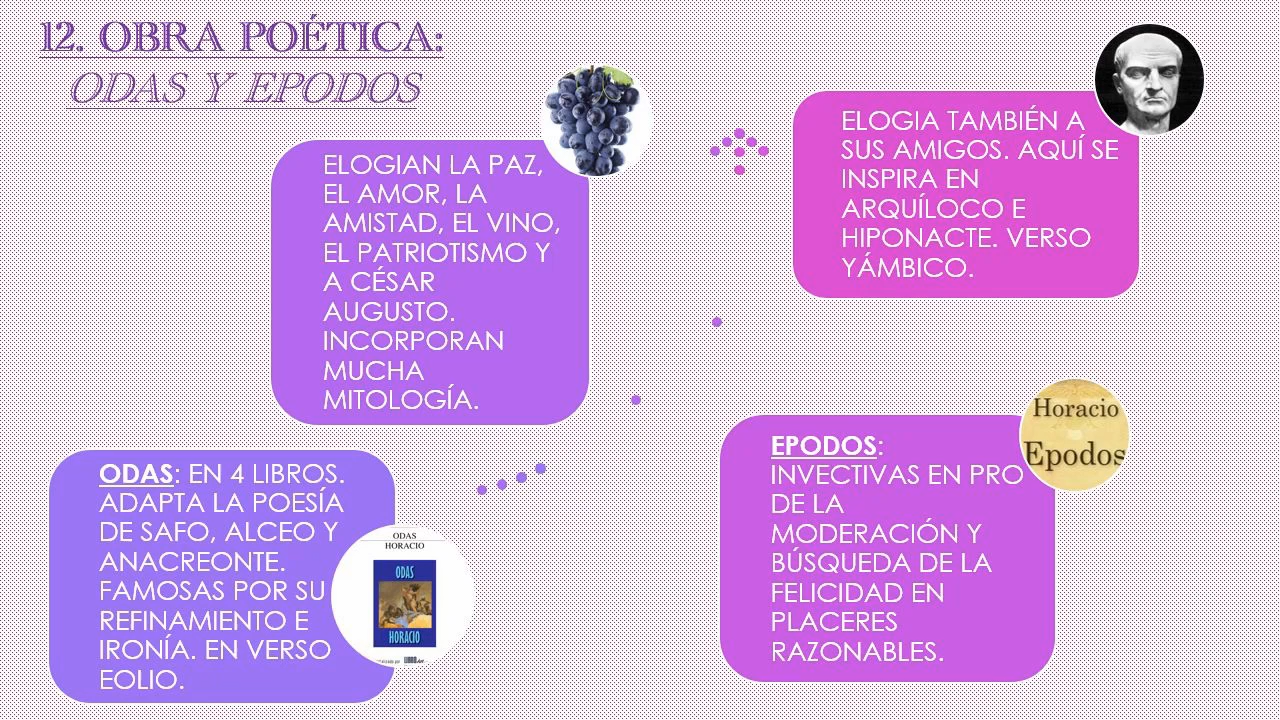 12. OBRA POÉTICA:
ODAS Y EPODOS
ODAS: EN 4 LIBROS.
ADAPTA LA POESÍA
DE SAFO, ALCEO Y
ANACREONTE.
FAMOSAS POR SU
REFINAMIENTO E
IRONÍA. EN VERSO
EOLIO.
ODAS
HORACIO
ODAS
HORACIO
ELOGIAN LA PAZ,
EL AMOR, LA
AMISTAD, EL VINO,
EL PATRIOTISMO Y
A CÉSAR
AUGUSTO.
INCORPORAN
MUCHA
MITOLOGÍA.
EPODOS:
INVECTIVAS EN PRO
DE LA
MODERACIÓN Y
BÚSQUEDA DE LA
FELICIDAD EN
PLACERES
RAZONABLES.
Horacio
Epodos
ELOGIA TAMBIÉN A
SUS AMIGOS. AQUÍ SE
INSPIRA EN
ARQUÍLOCO E
HIPONACTE. VERSO
YÁMBICO.